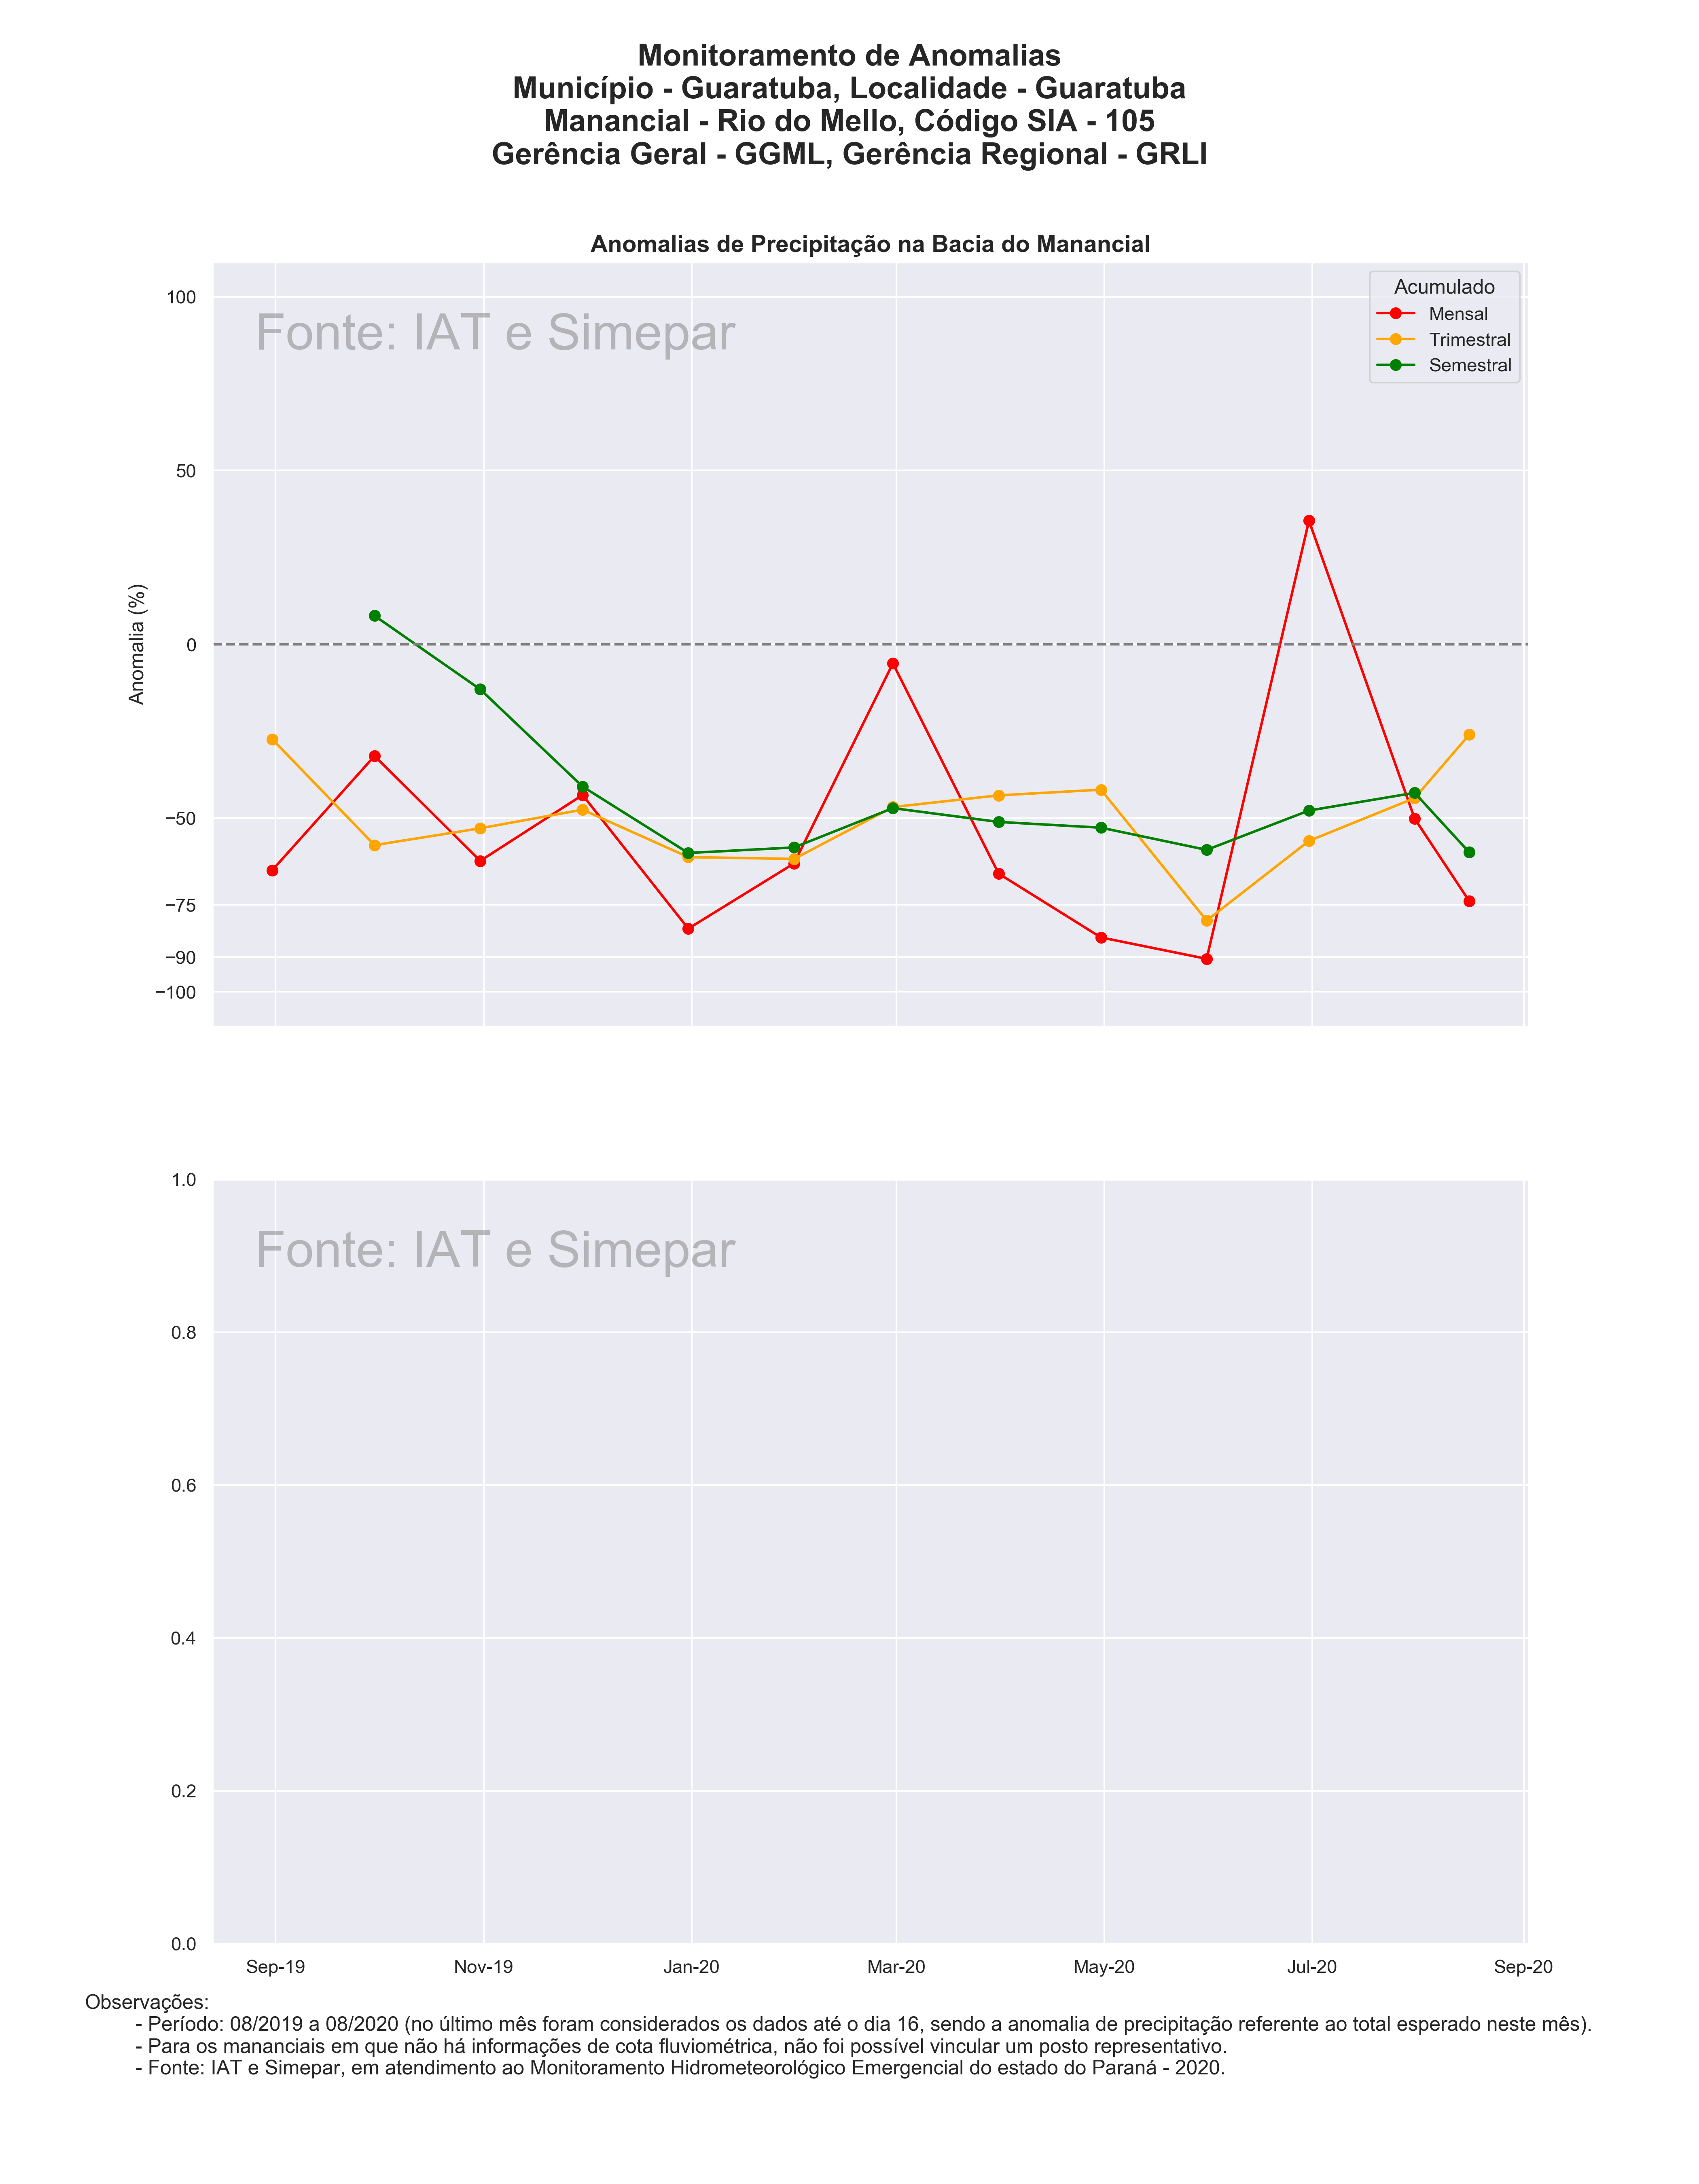 Monitoramento de Anomalias
Município - Guaratuba, Localidade - Guaratuba
Manancial - Rio do Mello, Código SIA - 105
Gerência Geral - GGML, Gerência Regional - GRLI
Anomalias de Precipitação na Bacia do Manancial
Fonte: IAT e Simepar
Acumulado
Mensal
Trimestral
Semestral
Anomalia (%)
100
50
0
−50
−75
−90
−100
Fonte: IAT e Simepar
1.0
0.8
0.6
0.4
0.2
0.0
Sep-19 Nov-19 Jan-20 Mar-20 May-20 Jul-20 Sep-20
Observações:
- Período: 08/2019 a 08/2020 (no último mês foram considerados os dados até o dia 16, sendo a anomalia de precipitação referente ao total esperado neste mês).
- Para os mananciais em que não há informações de cota fluviométrica, não foi possível vincular um posto representativo.
- Fonte: IAT e Simepar, em atendimento ao Monitoramento Hidrometeorológico Emergencial do estado do Paraná - 2020.